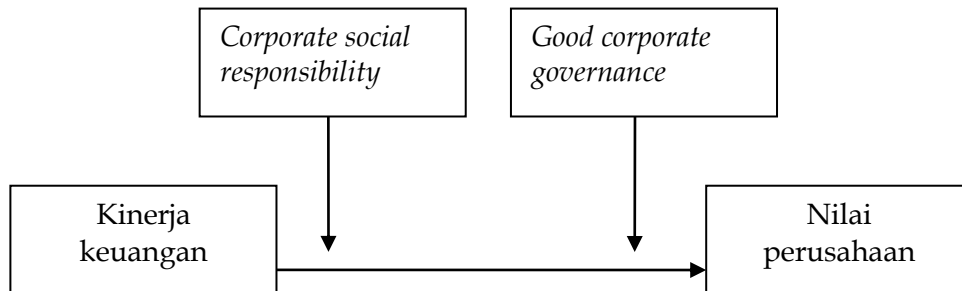 Corporate social
responsibility
Good corporate
governance
Kinerja
keuangan
Nilai
perusahaan